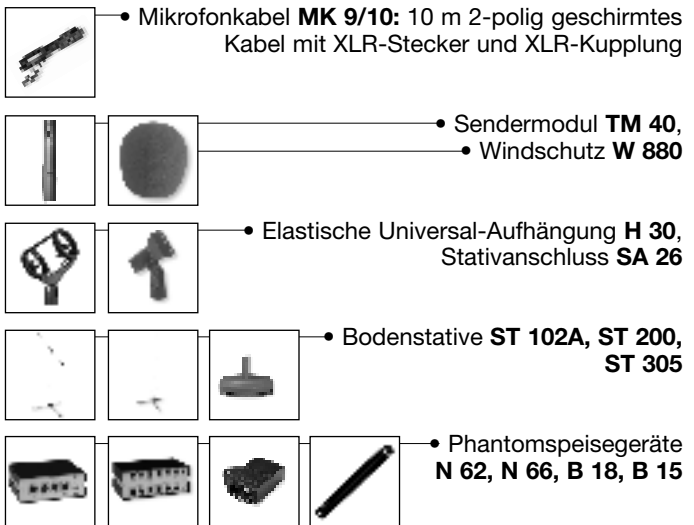 • Mikrofonkabel MK 9/10: 10 m 2-polig geschirmtes
Kabel mit XLR-Stecker und XLR-Kupplung
• Sendermodul TM 40,
• Windschutz W 880
• Elastische Universal-Aufhängung H 30,
Stativanschluss SA 26
• Bodenstative ST 102A, ST 200,
ST 305
• Phantomspeisegeräte
N 62, N 66, B 18, B 15